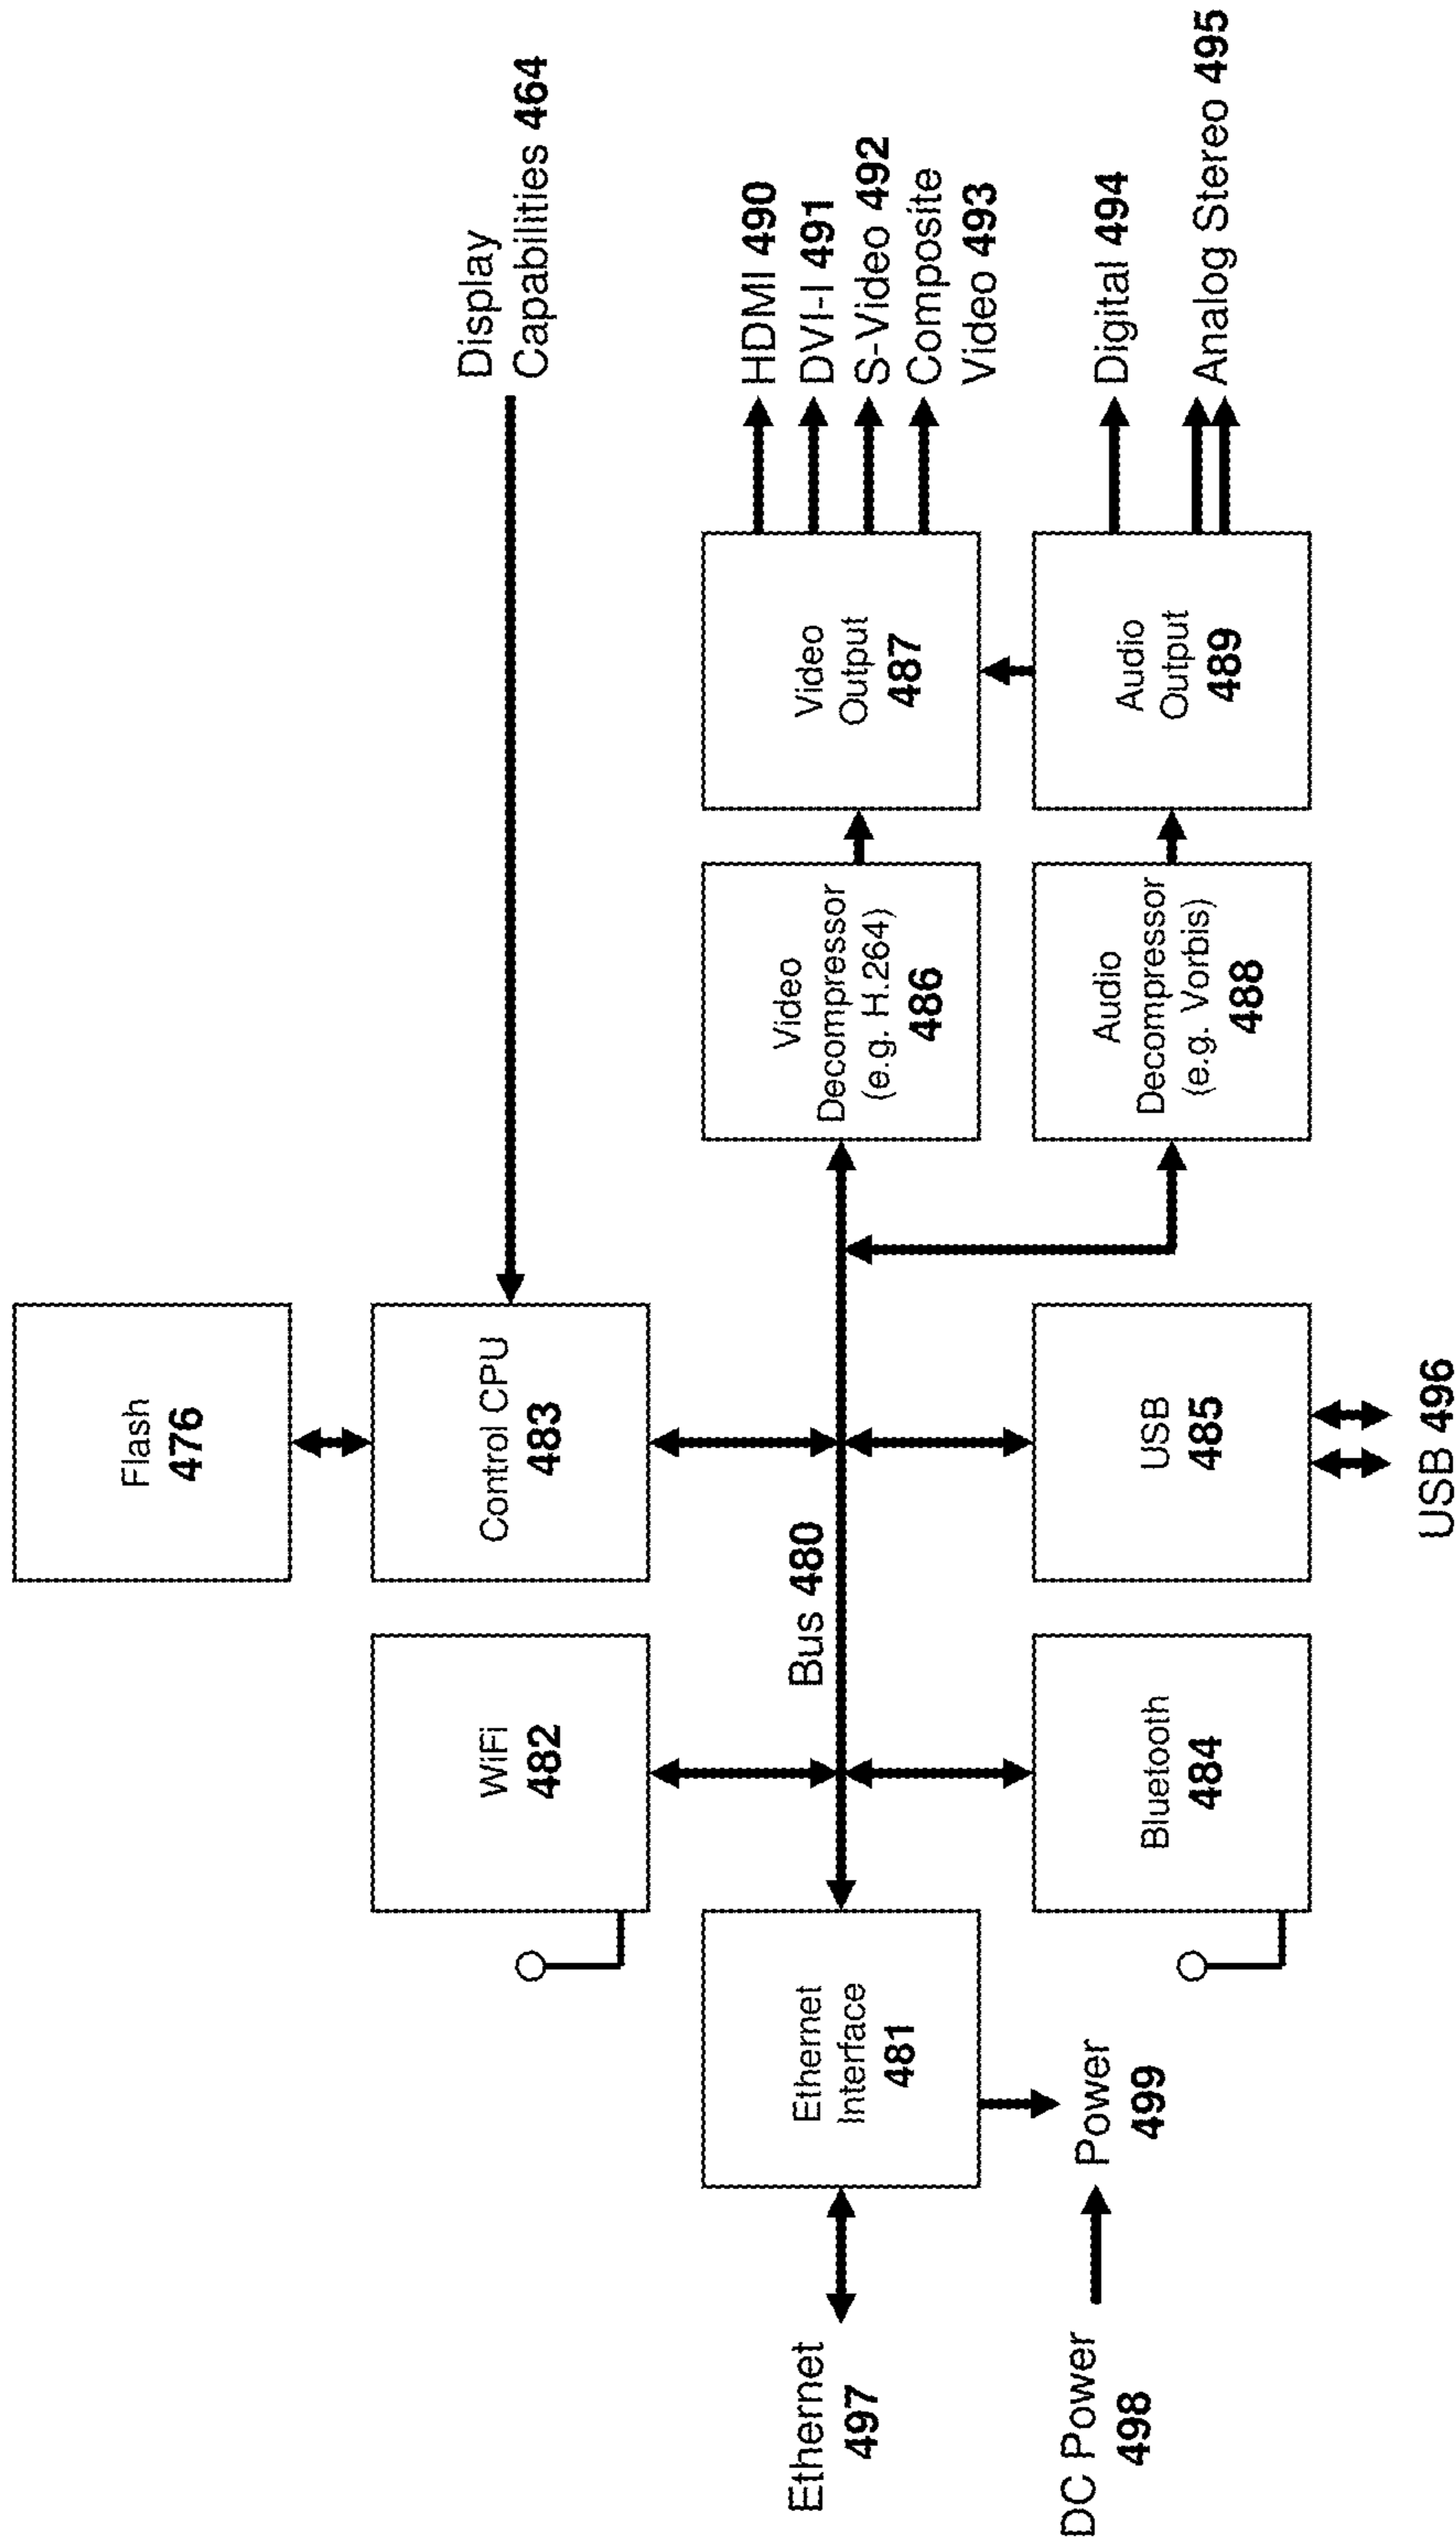 Flash
476
Display
Capabilities 464
WiFi
482
Control CPU
483
Bus 480
Ethernet
497
Ethernet
Interface
481
Video
Decompressor
(e.g. H.264)
486
Video
Output
487
HDMI 490
DVI-I 491
S-Video 492
Composite
Video 493
DC Power
498
Power
499
Bluetooth
484
USB
485
Audio
Decompressor
(e.g. Vorbis)
488
Audio
Output
489
Digital 494
Analog Stereo 495
USB 496